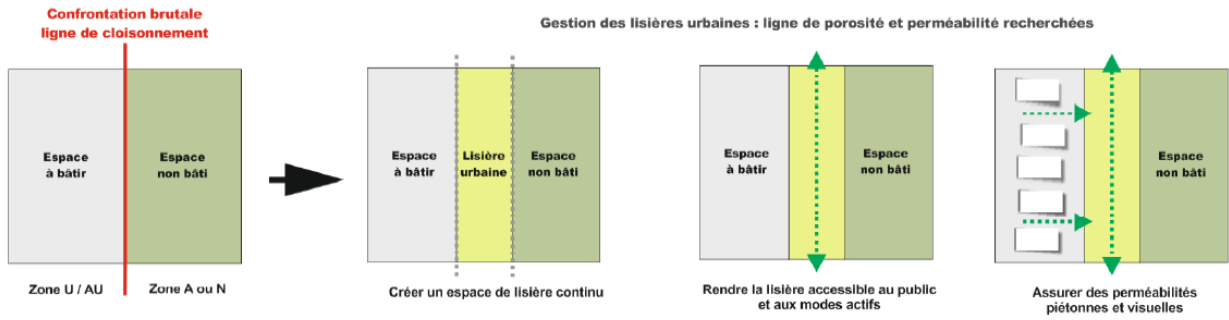 Confrontation brutale
ligne de cloisonnement
Gestion des lisières urbaines : ligne de porosité et perméabilité recherchées
Espace
à bâtir
Espace
non bâti
Zone U / AU
Zone A ou N
Espace
à bâtir
Lisière
urbaine
Espace
non bâti
Créer un espace de lisière continu
Espace
à bâtir
Espace
non bâti
Rendre la lisière accessible au public
et aux modes actifs
Espace
non bâti
Assurer des perméabilités
piétonnes et visuelles